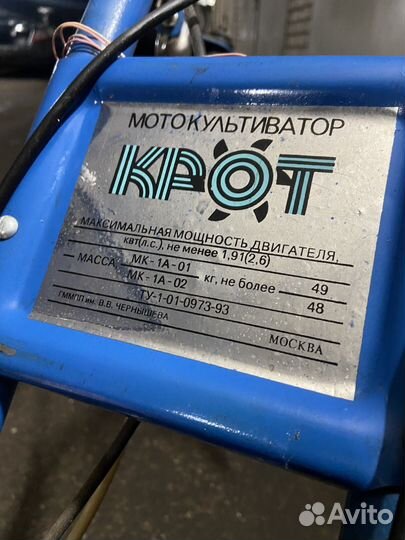 МОТОКУЛЬТИВАТОР
КРОТ
МАКСИМАЛЬНАЯ МОЩНОСТЬ ДВИГАТЕЛЯ,
квт(л.с.), не менее 1,91(2,6)
МАССА МК-1А-01 кг, не более 49
МК-1А-02 48
ТУ-1-01-0973-93
ГММПП им. В.В. ЧЕРНЫШЕВА МОСКВА
Avito